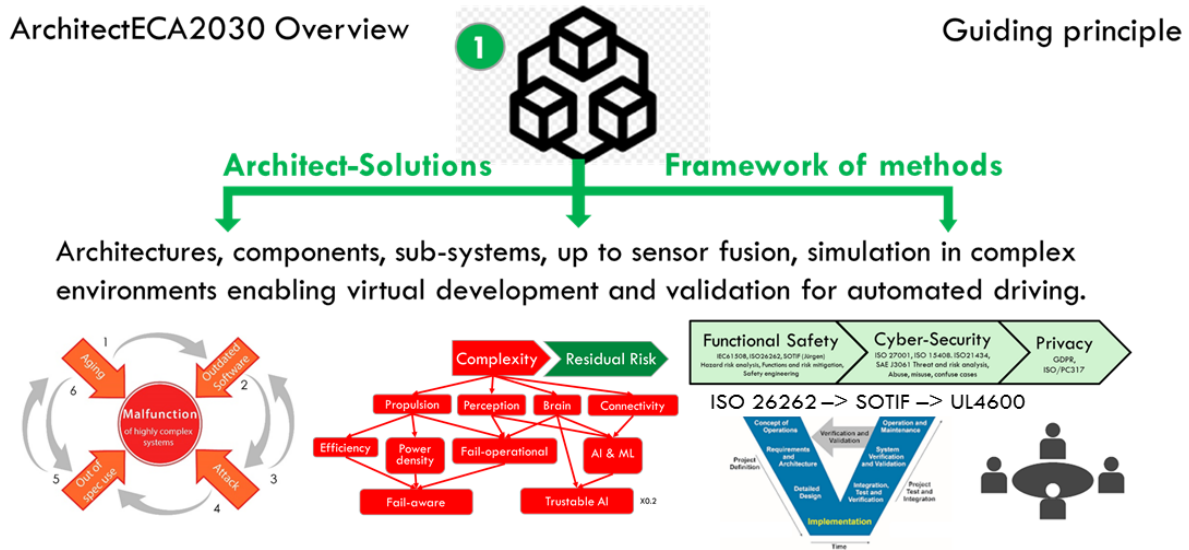 ArchitectECA2030 Overview
1
Guiding principle
Architect-Solutions
Framework of methods
Architectures, components, sub-systems, up to sensor fusion, simulation in complex
environments enabling virtual development and validation for automated driving.
Aging
Outdated
Software
Attack
Out of
spec use
Malfunction
of highly complex
systems
1
2
3
4
5
6
Complexity
Residual Risk
Propulsion
Perception
Brain
Connectivity
Efficiency
Power
density
Fail-operational
AI & ML
Fail-aware
Trustable AI
X0.2
Functional Safety
IEC61508, ISO26262, SOTIF (Jürgen)
Hazard risk analysis, Functions and risk mitigation,
Safety engineering
Cyber-Security
ISO 27001, ISO 15408. ISO21434,
SAE J3061 Threat and risk analysis,
Abuse, misuse, confuse cases
Privacy
GDPR,
ISO/PC317
ISO 26262 –> SOTIF –> UL4600
Concept of
Operations
Verification
and
Validation
Operation and
Maintenance
Requirements
and
Architecture
System
Verification
and Validation
Project
Definition
Detailed
Design
Integration,
Test and
Verification
Project
Test and
Integraton
Implementation
Time